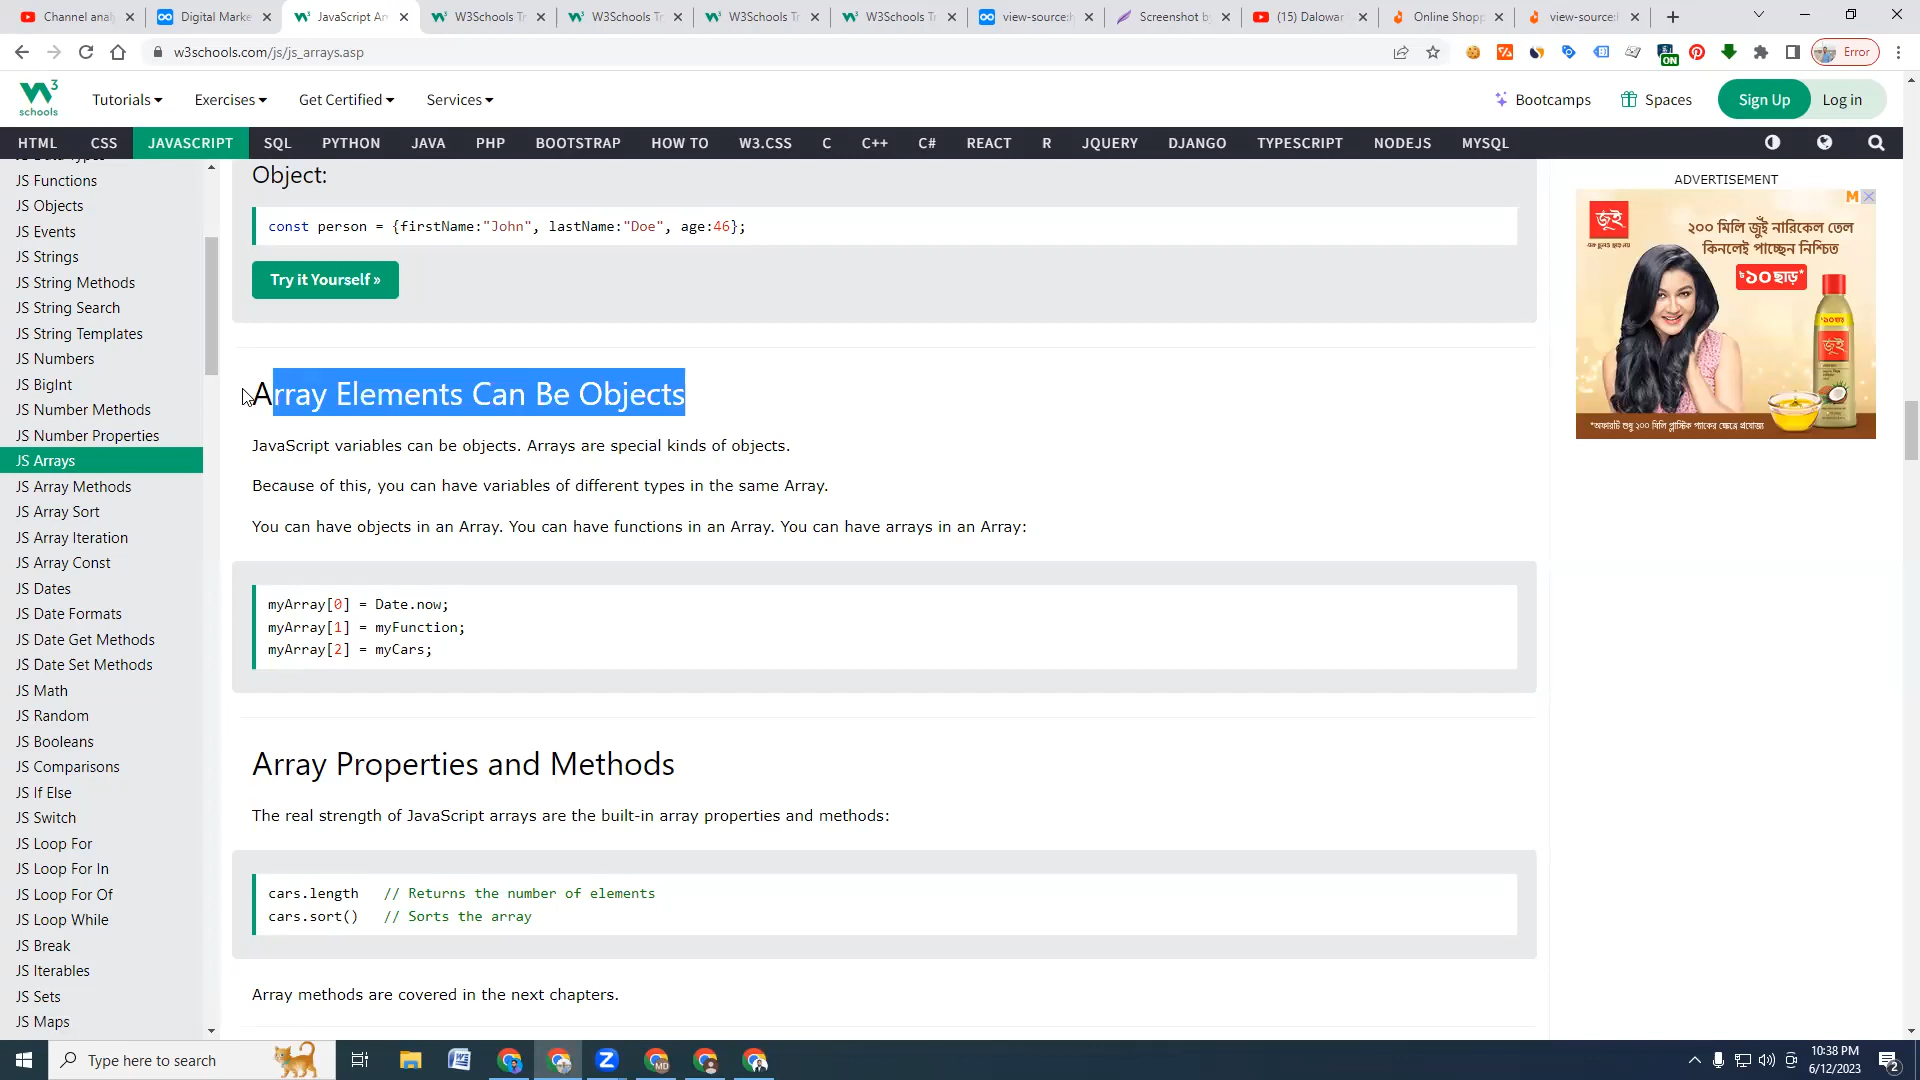 Channel anal
Digital Marke
JavaScript Ar
W3Schools Tr
W3Schools Tr
W3Schools Tr
W3Schools Tr
view-source:h
Screenshot by
(15) Dalowar
Online Shopp
view-source:
w3schools.com/js/js_arrays.asp
ON
Error
W3 schools
Tutorials
Exercises
Get Certified
Services
Bootcamps
Spaces
Sign Up
Log in
HTML CSS JAVASCRIPT SQL PYTHON JAVA PHP BOOTSTRAP HOW TO W3.CSS C C++ C# REACT R JQUERY DJANGO TYPESCRIPT NODEJS MYSQL
JS Data Types
JS Functions
JS Objects
JS Events
JS Strings
JS String Methods
JS String Search
JS String Templates
JS Numbers
JS BigInt
JS Number Methods
JS Number Properties
JS Arrays
JS Array Methods
JS Array Sort
JS Array Iteration
JS Array Const
JS Dates
JS Date Formats
JS Date Get Methods
JS Date Set Methods
JS Math
JS Random
JS Booleans
JS Comparisons
JS If Else
JS Switch
JS Loop For
JS Loop For In
JS Loop For Of
JS Loop While
JS Break
JS Iterables
JS Sets
JS Maps
Object:
const person = {firstName:"John", lastName:"Doe", age:46};
Try it Yourself »
Array Elements Can Be Objects
JavaScript variables can be objects. Arrays are special kinds of objects.
Because of this, you can have variables of different types in the same Array.
You can have objects in an Array. You can have functions in an Array. You can have arrays in an Array:
myArray[0] = Date.now;
myArray[1] = myFunction;
myArray[2] = myCars;
Array Properties and Methods
The real strength of JavaScript arrays are the built-in array properties and methods:
cars.length   // Returns the number of elements
cars.sort()   // Sorts the array
Array methods are covered in the next chapters.
ADVERTISEMENT
জুঁই
২০০ মিলি জুঁই নারিকেল তেল
কিনলেই পাচ্ছেন নিশ্চিত
৳১০ ছাড়*
জুঁই
*অফারটি শুধু ২০০ মিলি প্লাস্টিক প্যাকের ক্ষেত্রে প্রযোজ্য
Type here to search
MD
10:38 PM
6/12/2023
2